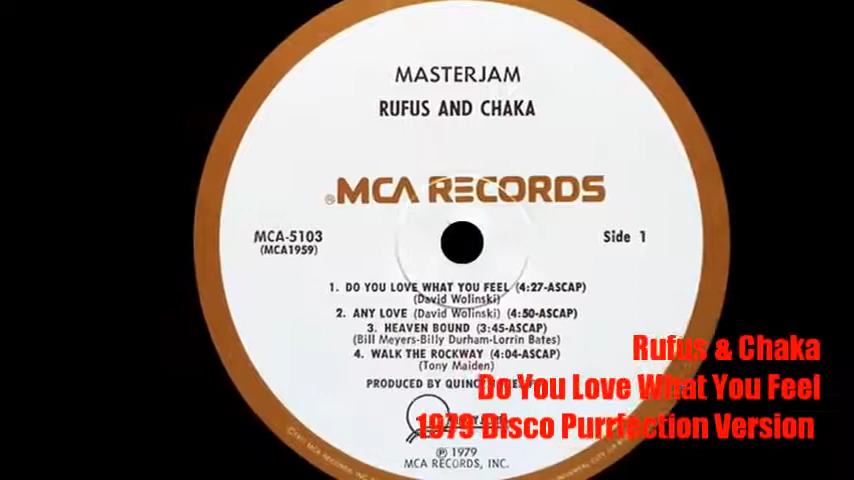 MASTERJAM
RUFUS AND CHAKA
®MCA RECORDS
MCA-5103
(MCA1959)
Side 1
1. DO YOU LOVE WHAT YOU FEEL (4:27-ASCAP)
(David Wolinski)
2. ANY LOVE (David Wolinski) (4:50-ASCAP)
3. HEAVEN BOUND (3:45-ASCAP)
(Bill Meyers-Billy Durham-Lorrin Bates)
4. WALK THE ROCKWAY (4:04-ASCAP)
(Tony Maiden)
PRODUCED BY
Rufus & Chaka
Do You Love What You Feel
1979 Disco Purrfection Version
℗ 1979
MCA RECORDS, INC.